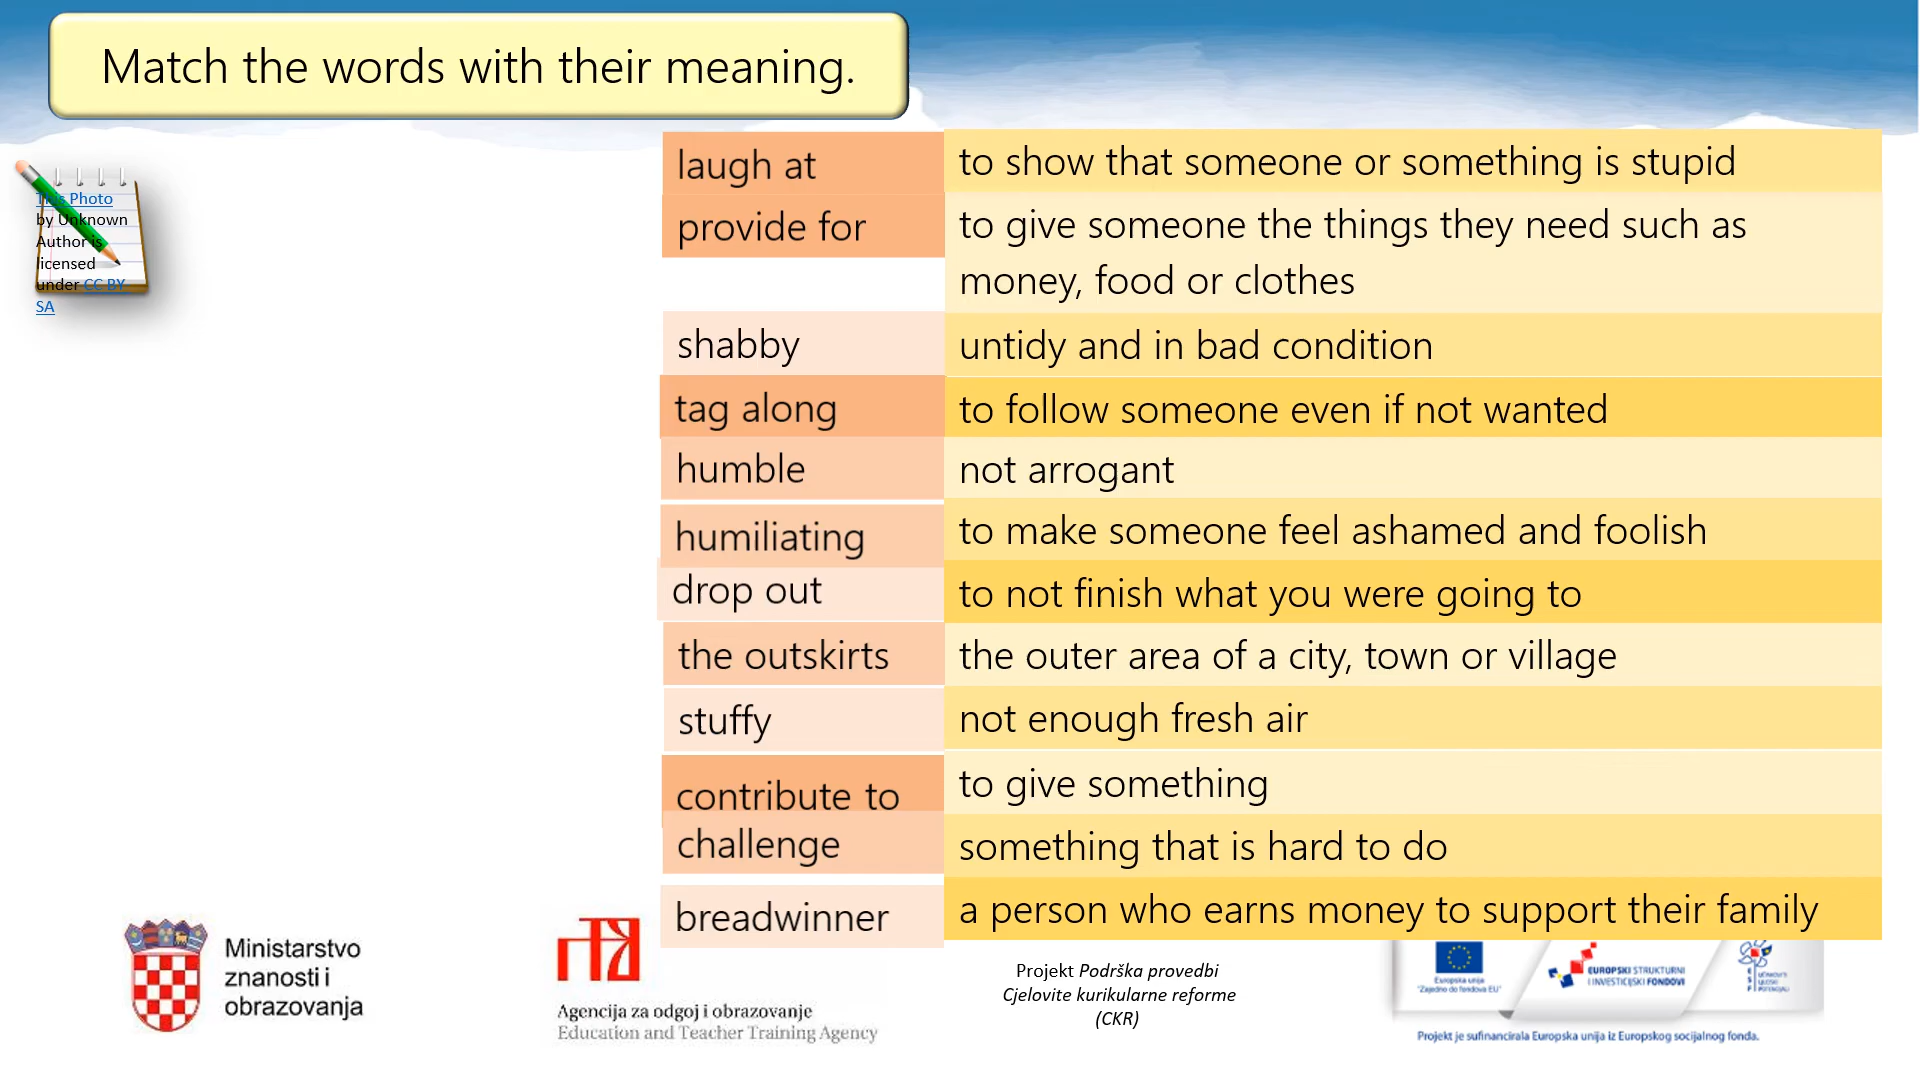 Match the words with their meaning.
This Photo
by Unknown
Author is
licensed
under CC BY
SA
laugh at to show that someone or something is stupid
provide for to give someone the things they need such as
money, food or clothes
shabby untidy and in bad condition
tag along to follow someone even if not wanted
humble not arrogant
humiliating to make someone feel ashamed and foolish
drop out to not finish what you were going to
the outskirts the outer area of a city, town or village
stuffy not enough fresh air
contribute to to give something
challenge something that is hard to do
breadwinner a person who earns money to support their family
Ministarstvo
znanosti i
obrazovanja
Agencija za odgoj i obrazovanje
Education and Teacher Training Agency
Projekt Podrška provedbi
Cjelovite kurikularne reforme
(CKR)
Europska unija
"Zajedno do fondova EU"
EUROPSKI STRUKTURNI
I INVESTICIJSKI FONDOVI
Projekt je sufinancirala Europska unija iz Europskog socijalnog fonda.